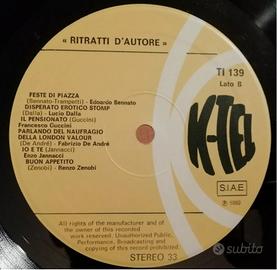 « RITRATTI D'AUTORE »
TI 139
Lato B
FESTE DI PIAZZA
(Bennato-Trampetti) - Edoardo Bennato
DISPERATO EROTICO STOMP
(Dalla) - Lucio Dalla
IL PENSIONATO (Guccini)
Francesco Guccini
PARLANDO DEL NAUFRAGIO
DELLA LONDON VALOUR
(De André) - Fabrizio De André
IO E TE (Jannacci)
Enzo Jannacci
BUON APPETITO
(Zenobi) - Renzo Zenobi
K-TEL
S.I.A.E.
℗ 1980
All rights of the manufacturer and of this
recorded work reserved. Unauthorized Public
Performance, Broadcasting and
copying of this record prohibited.
STEREO 33
subito